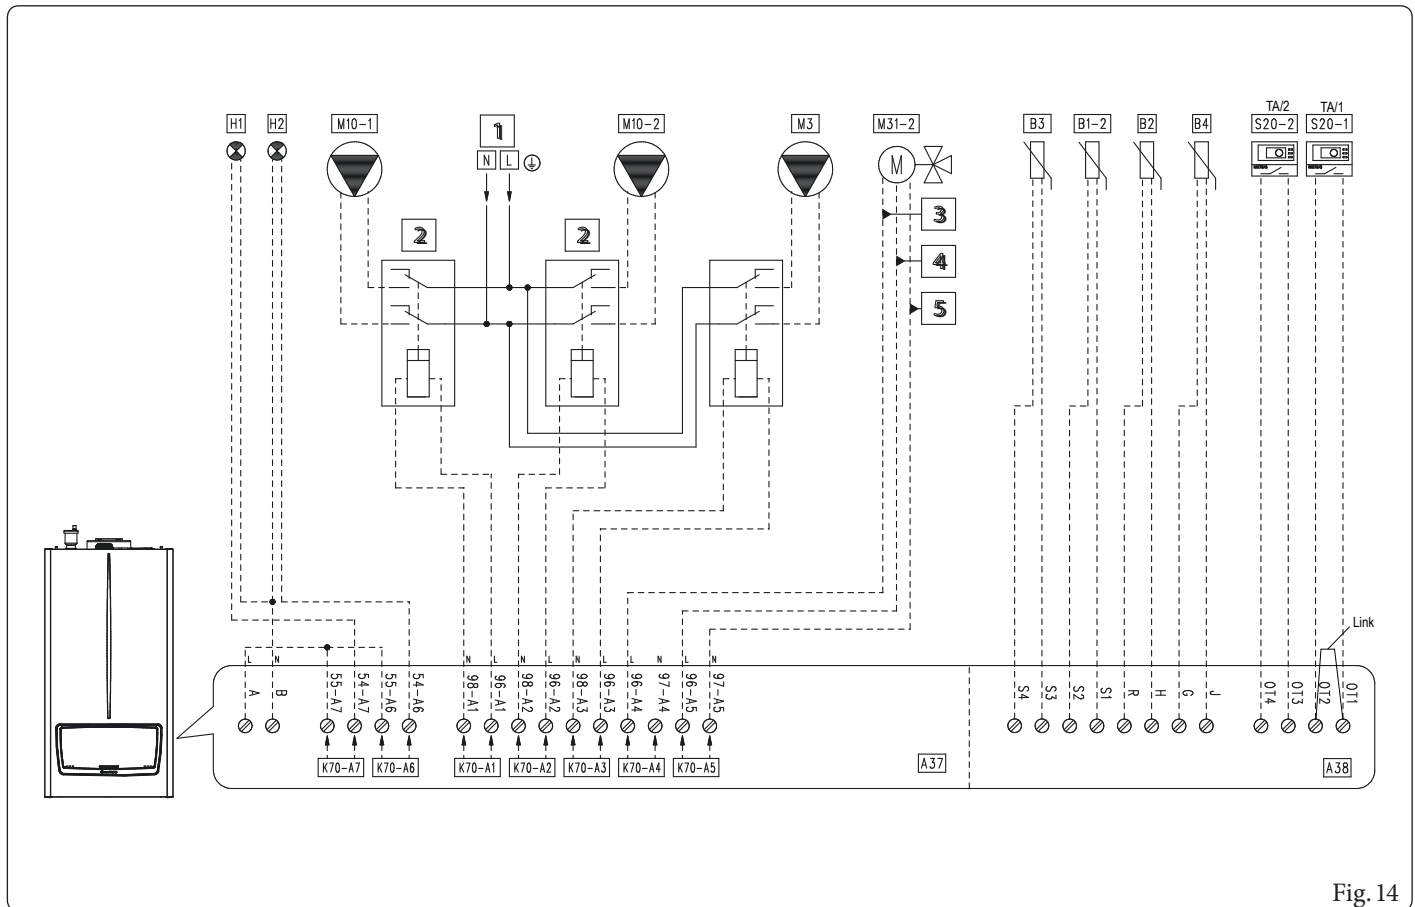 TA/2 TA/1
H1 H2 M10-1 1 M10-2 M3 M31-2 B3 B1-2 B2 B4 S20-2 S20-1
N L
M
3
2 2
4
5
Link
L N N L N L N L L N L N
A B 55-A7 54-A7 55-A6 54-A6 98-A1 96-A1 98-A2 96-A2 98-A3 96-A3 96-A4 97-A4 96-A5 97-A5 S4 S3 S2 S1 R H G J OT4 OT3 OT2 OT1
K70-A7 K70-A6 K70-A1 K70-A2 K70-A3 K70-A4 K70-A5 A37 A38
Fig. 14